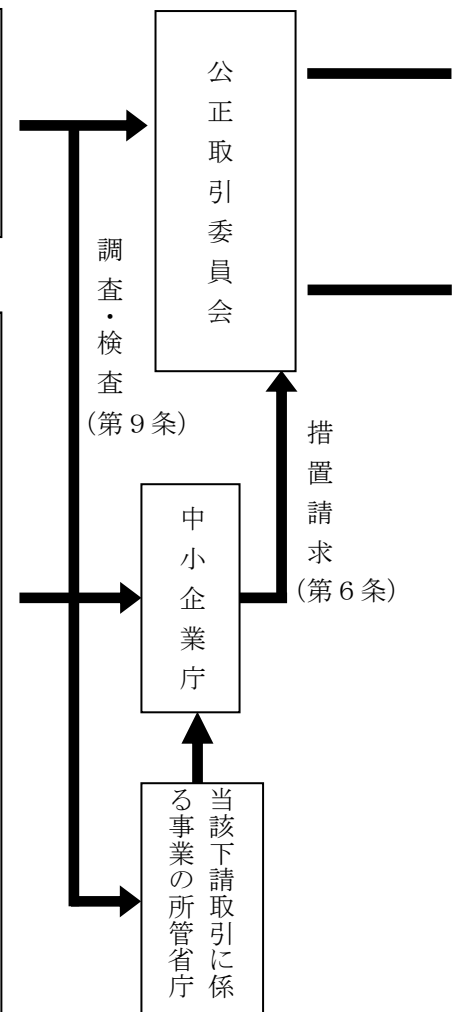 公正取引委員会
調査・検査
(第９条)
措置請求
(第６条)
中小企業庁
当該下請取引に係
る事業の所管省庁